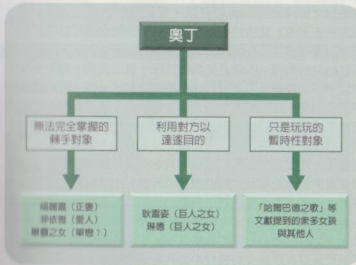 奧丁
無法完全掌握的
棘手對象
利用對方以
達遂目的
只是玩玩的
暫時性對象
福麗嘉（正妻）
菲依雅（愛人）
畢靈之女（單戀！）
耿雷姿（巨人之女）
琳德（巨人之女）
「哈爾巴德之歌」等
文獻提到的眾多女孩
與其他人